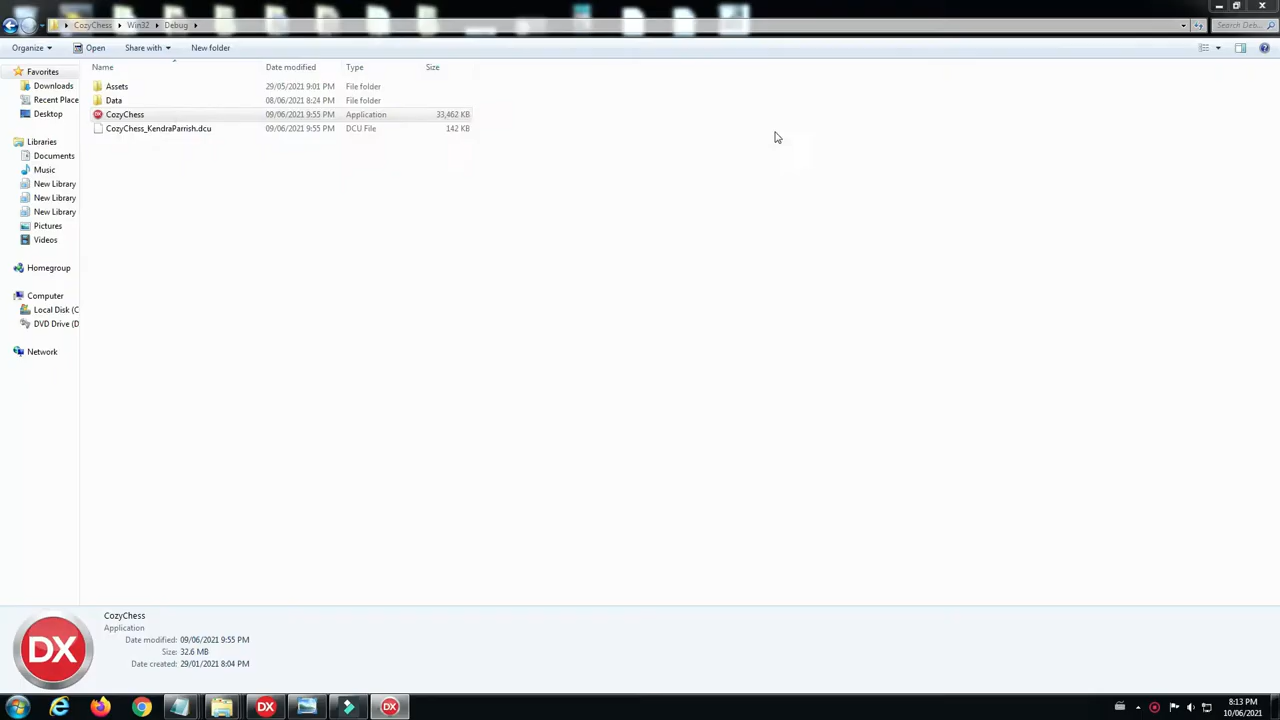 CozyChess ▸ Win32 ▸ Debug ▸
Search Deb...
Organize ▾ Open Share with ▾ New folder
Name Date modified Type Size
Assets 29/05/2021 9:01 PM File folder
Data 08/06/2021 8:24 PM File folder
CozyChess 09/06/2021 9:55 PM Application 33,462 KB
CozyChess_KendraParrish.dcu 09/06/2021 9:55 PM DCU File 142 KB
Favorites
Downloads
Recent Place
Desktop
Libraries
Documents
Music
New Library
New Library
New Library
Pictures
Videos
Homegroup
Computer
Local Disk (C
DVD Drive (D
Network
DX
CozyChess
Application
Date modified: 09/06/2021 9:55 PM
Size: 32.6 MB
Date created: 29/01/2021 8:04 PM
DX
DX
8:13 PM
10/06/2021